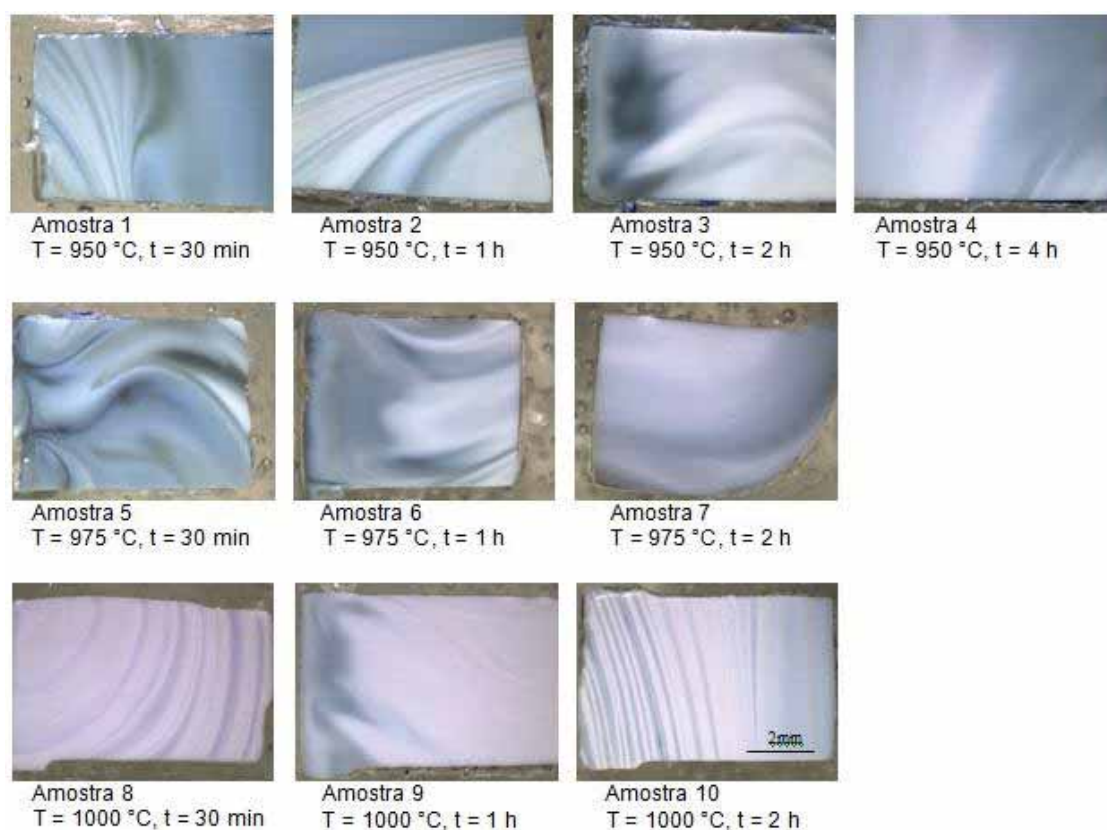 Amostra 1
T = 950 °C, t = 30 min
Amostra 2
T = 950 °C, t = 1 h
Amostra 3
T = 950 °C, t = 2 h
Amostra 4
T = 950 °C, t = 4 h
Amostra 5
T = 975 °C, t = 30 min
Amostra 6
T = 975 °C, t = 1 h
Amostra 7
T = 975 °C, t = 2 h
Amostra 8
T = 1000 °C, t = 30 min
Amostra 9
T = 1000 °C, t = 1 h
2mm
Amostra 10
T = 1000 °C, t = 2 h